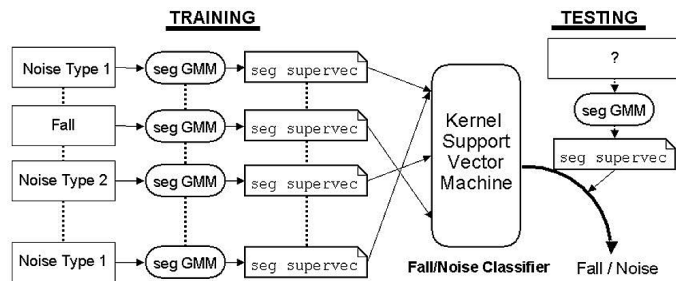 TRAINING
TESTING
Noise Type 1
seg GMM
seg supervec
Fall
seg GMM
seg supervec
Noise Type 2
seg GMM
seg supervec
Noise Type 1
seg GMM
seg supervec
Kernel
Support
Vector
Machine
Fall/Noise Classifier
?
seg GMM
seg supervec
Fall / Noise